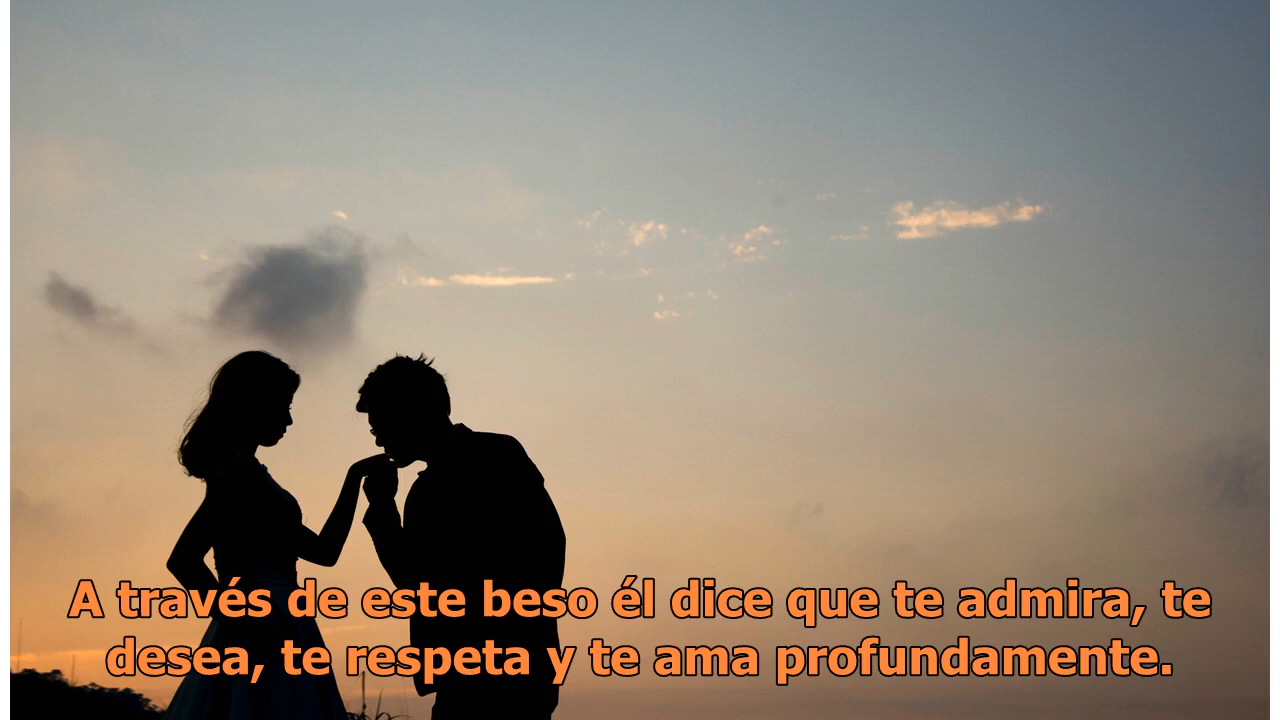 A través de este beso él dice que te admira, te
desea, te respeta y te ama profundamente.